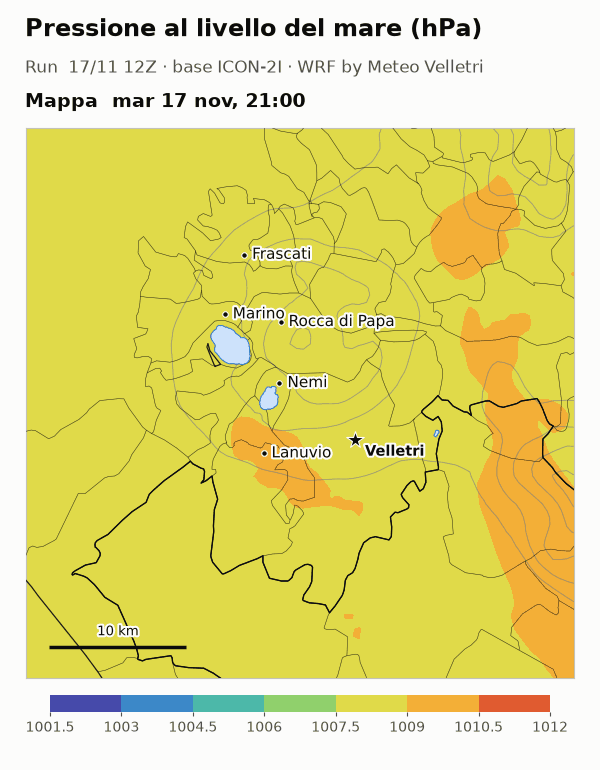 Pressione al livello del mare (hPa)
Run  17/11 12Z · base ICON-2I · WRF by Meteo Velletri
Mappa  mar 17 nov, 21:00
Frascati
Marino
Rocca di Papa
Nemi
Velletri
Lanuvio
10 km
1001.5 1003 1004.5 1006 1007.5 1009 1010.5 1012